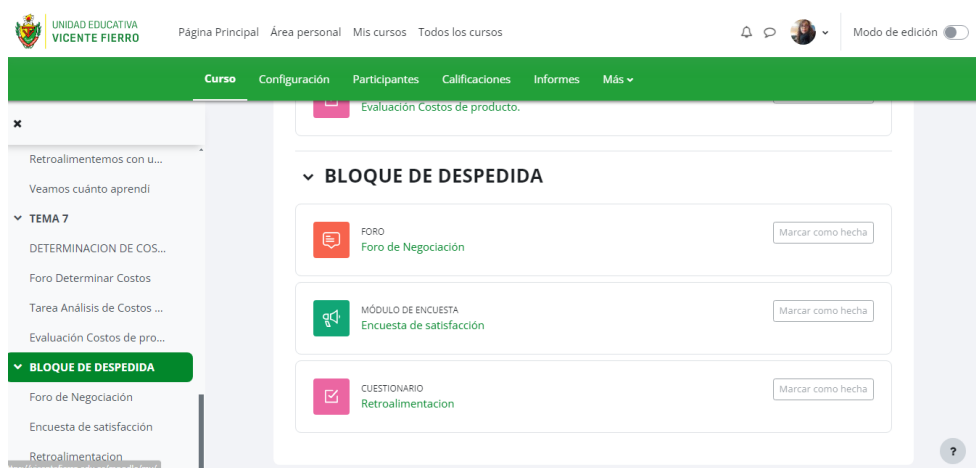 UNIDAD EDUCATIVA
VICENTE FIERRO
Página Principal Área personal Mis cursos Todos los cursos
Modo de edición
Curso Configuración Participantes Calificaciones Informes Más
Evaluación Costos de producto.
Retroalimentemos con u...
Veamos cuánto aprendí
TEMA 7
DETERMINACION DE COS...
Foro Determinar Costos
Tarea Análisis de Costos ...
Evaluación Costos de pro...
BLOQUE DE DESPEDIDA
Foro de Negociación
Encuesta de satisfacción
Retroalimentacion
BLOQUE DE DESPEDIDA
FORO
Foro de Negociación
Marcar como hecha
MÓDULO DE ENCUESTA
Encuesta de satisfacción
Marcar como hecha
CUESTIONARIO
Retroalimentacion
Marcar como hecha
?